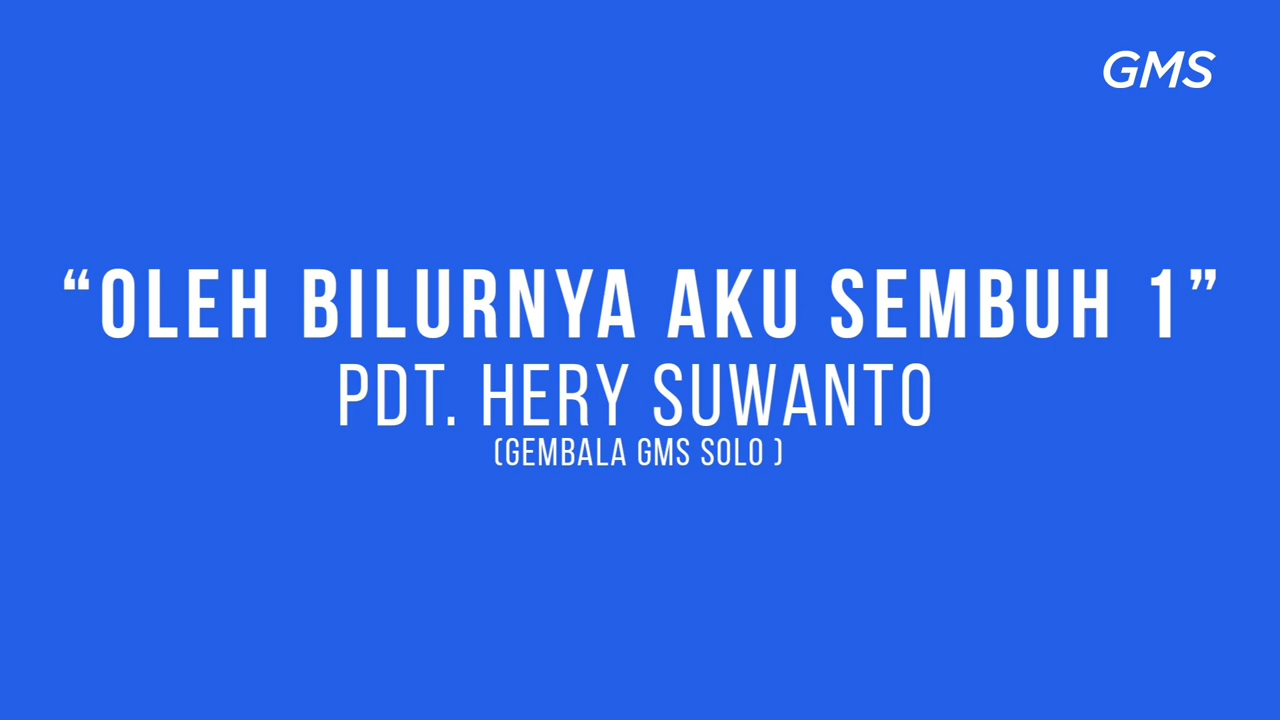 GMS
“OLEH BILURNYA AKU SEMBUH 1”
PDT. HERY SUWANTO
(GEMBALA GMS SOLO )